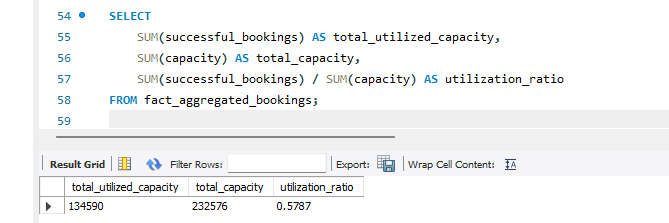 54 SELECT
55 SUM(successful_bookings) AS total_utilized_capacity,
56 SUM(capacity) AS total_capacity,
57 SUM(successful_bookings) / SUM(capacity) AS utilization_ratio
58 FROM fact_aggregated_bookings;
59
Result Grid Filter Rows: Export: Wrap Cell Content: IA
total_utilized_capacity total_capacity utilization_ratio
134590 232576 0.5787